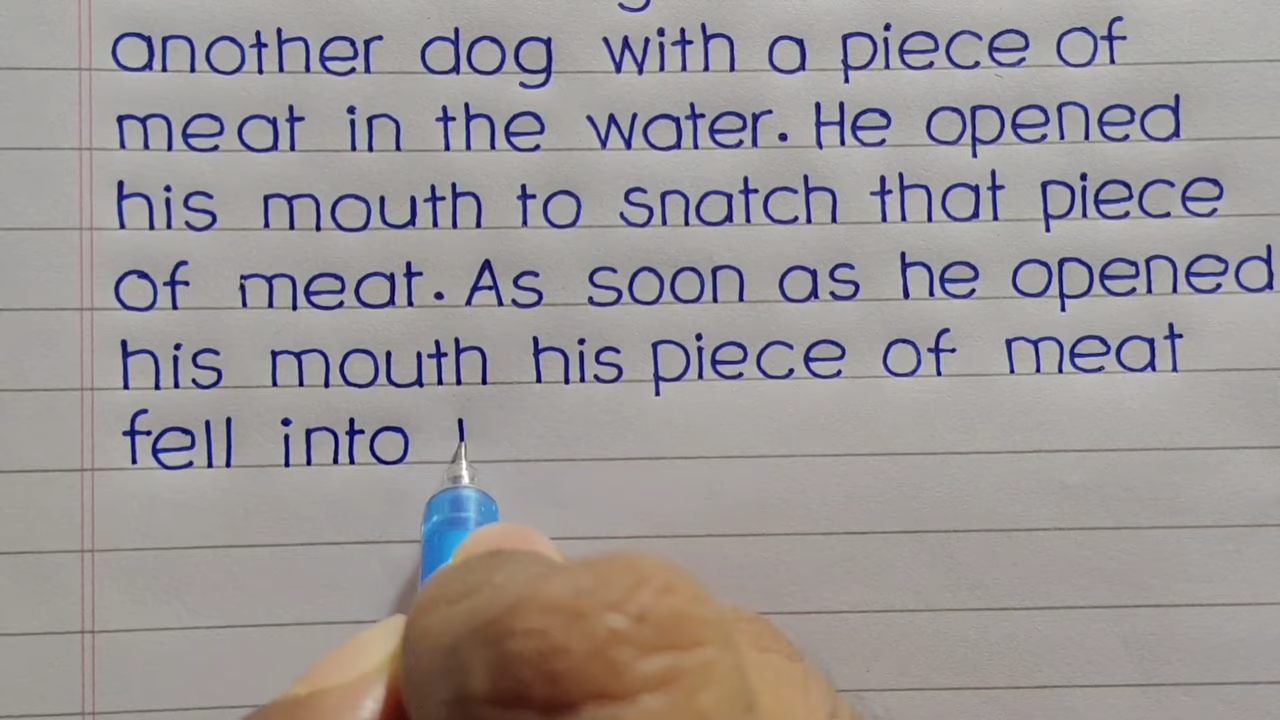 another dog with a piece of
meat in the water. He opened
his mouth to snatch that piece
of meat. As soon as he opened
his mouth his piece of meat
fell into